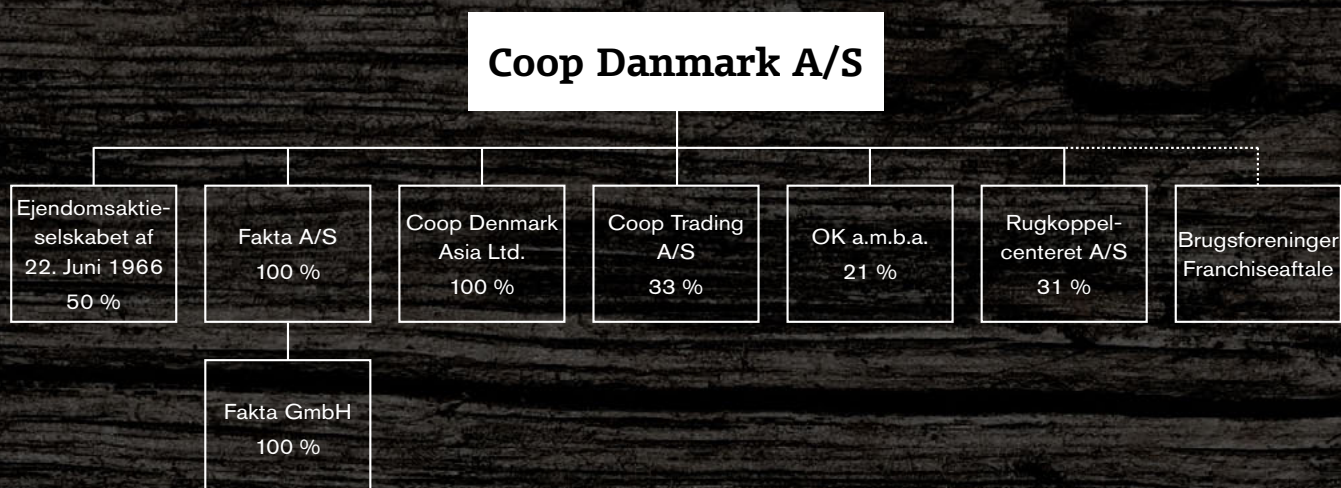 Coop Danmark A/S
Ejendomsaktie-
selskabet af
22. Juni 1966
50 %
Fakta A/S
100 %
Coop Denmark
Asia Ltd.
100 %
Coop Trading
A/S
33 %
OK a.m.b.a.
21 %
Rugkoppel-
centeret A/S
31 %
Brugsforeninger
Franchiseaftale
Fakta GmbH
100 %